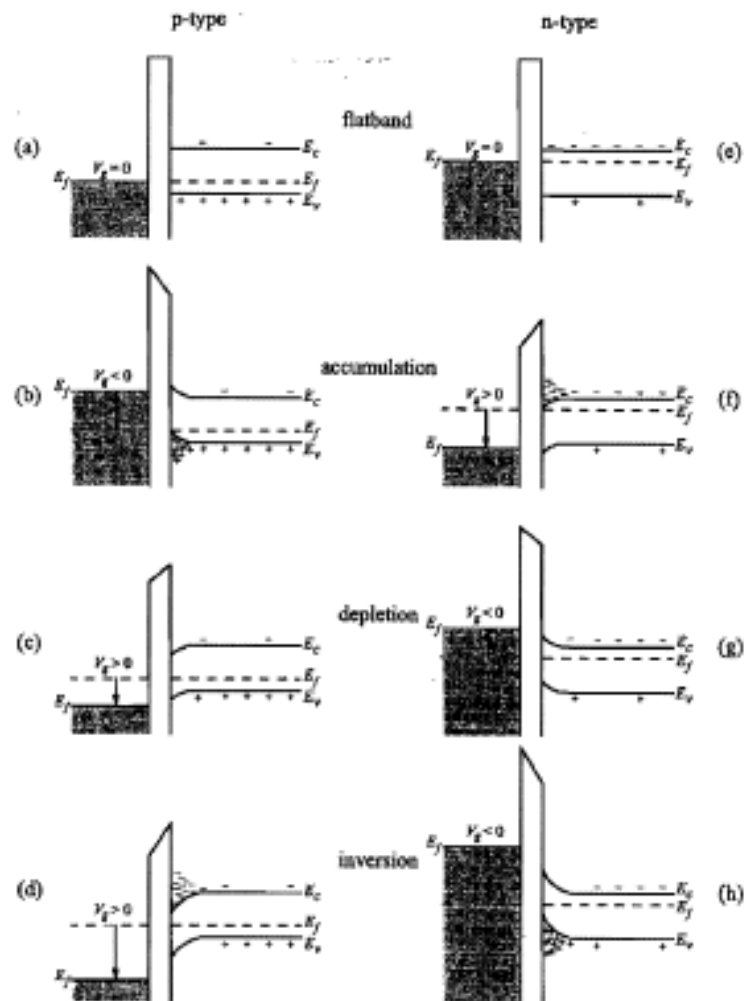 p-type n-type
flatband
(a) E_f V_g = 0 E_c E_f E_v
E_f V_g = 0 E_c E_f E_v (e)
accumulation
(b) E_f V_g < 0 E_c E_f E_v
V_g > 0 E_f E_c E_f E_v (f)
depletion
(c) V_g > 0 E_f E_c E_f E_v
E_f V_g < 0 E_c E_f E_v (g)
inversion
(d) V_g > 0 E_f E_c E_f E_v
E_f V_g < 0 E_c E_f E_v (h)